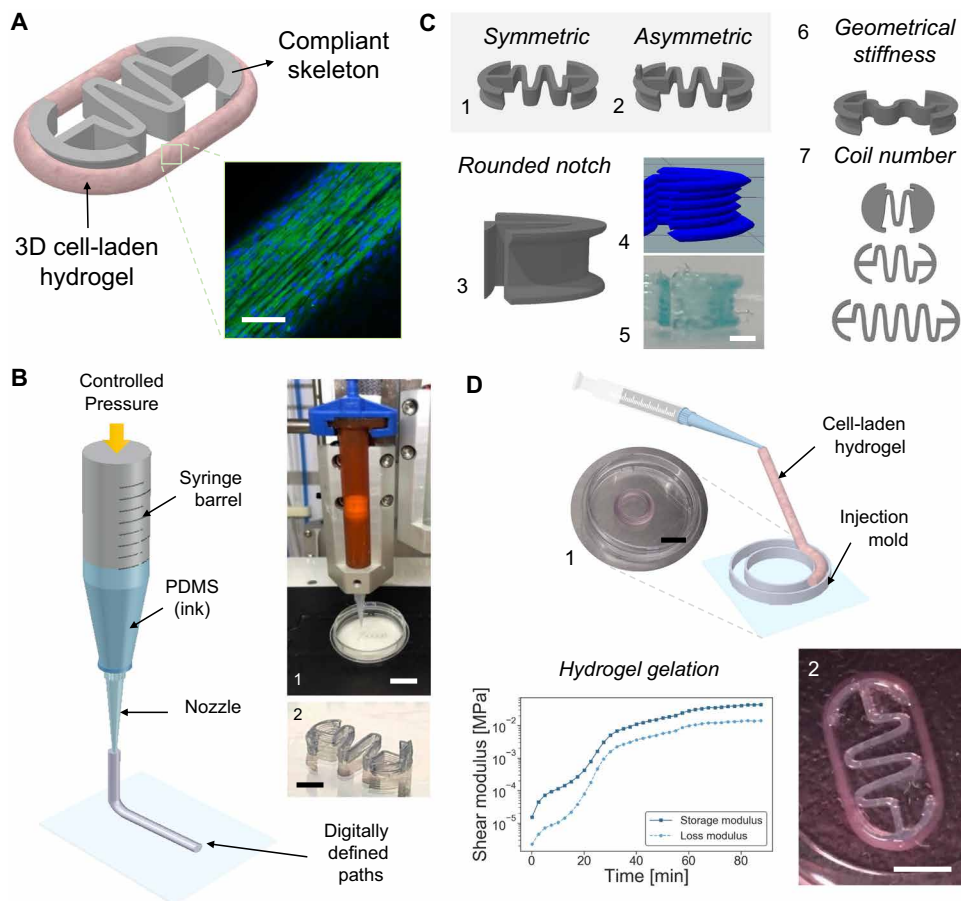 A
Compliant
skeleton
3D cell-laden
hydrogel
B
Controlled
Pressure
Syringe
barrel
PDMS
(ink)
Nozzle
Digitally
defined
paths
1
2
C
Symmetric
Asymmetric
1
2
Rounded notch
3
4
5
6
Geometrical
stiffness
7
Coil number
D
Cell-laden
hydrogel
Injection
mold
1
Hydrogel gelation
Shear modulus [MPa]
10⁻²
10⁻³
10⁻⁴
10⁻⁵
Storage modulus
Loss modulus
0 20 40 60 80
Time [min]
2